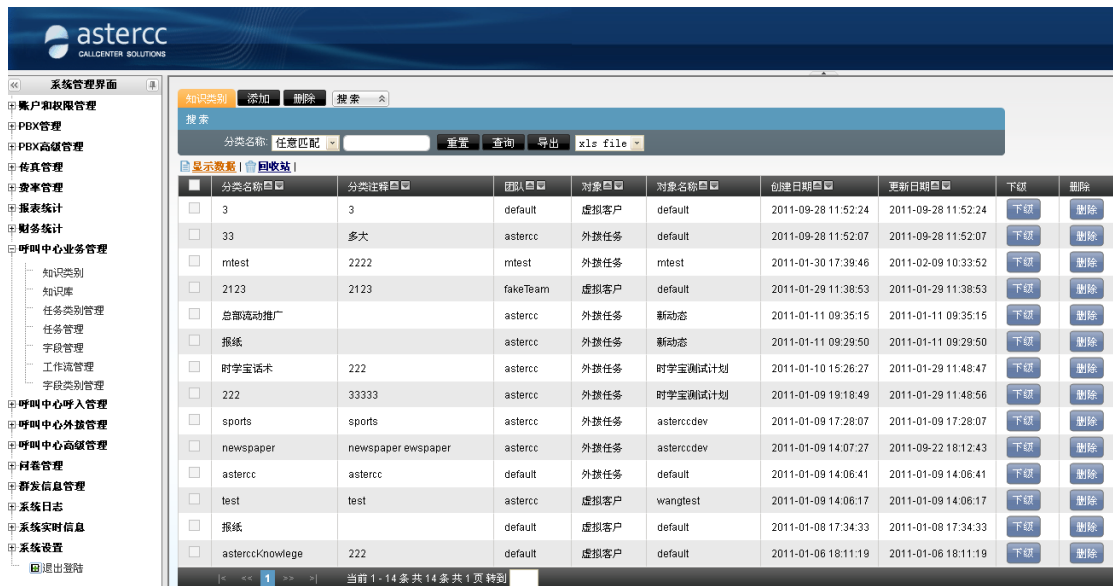 astercc
CALLCENTER SOLUTIONS
系统管理界面
账户和权限管理
PBX管理
PBX高级管理
传真管理
费率管理
报表统计
财务统计
呼叫中心业务管理
知识类别
知识库
任务类别管理
任务管理
字段管理
工作流管理
字段类别管理
呼叫中心呼入管理
呼叫中心外拨管理
呼叫中心高级管理
问卷管理
群发信息管理
系统日志
系统实时信息
系统设置
退出登陆
知识类别 添加 删除 搜索
搜索
分类名称: 任意匹配 重置 查询 导出 xls file
显示数据 | 回收站 |
分类名称 分类注释 团队 对象 对象名称 创建日期 更新日期 下级 删除
3 3 default 虚拟客户 default 2011-09-28 11:52:24 2011-09-28 11:52:24 下级 删除
33 多大 astercc 外拨任务 default 2011-09-28 11:52:07 2011-09-28 11:52:07 下级 删除
mtest 2222 mtest 外拨任务 mtest 2011-01-30 17:39:46 2011-02-09 10:33:52 下级 删除
2123 2123 fakeTeam 虚拟客户 default 2011-01-29 11:38:53 2011-01-29 11:38:53 下级 删除
总部流动推广 astercc 外拨任务 新动态 2011-01-11 09:35:15 2011-01-11 09:35:15 下级 删除
报纸 astercc 外拨任务 新动态 2011-01-11 09:29:50 2011-01-11 09:29:50 下级 删除
时学宝话术 222 astercc 外拨任务 时学宝测试计划 2011-01-10 15:26:27 2011-01-29 11:48:47 下级 删除
222 33333 astercc 外拨任务 时学宝测试计划 2011-01-09 19:18:49 2011-01-29 11:48:56 下级 删除
sports sports astercc 外拨任务 asterccdev 2011-01-09 17:28:07 2011-01-09 17:28:07 下级 删除
newspaper newspaper ewspaper astercc 外拨任务 asterccdev 2011-01-09 14:07:27 2011-09-22 18:12:43 下级 删除
astercc astercc default 外拨任务 default 2011-01-09 14:06:41 2011-01-09 14:06:41 下级 删除
test test astercc 虚拟客户 wangtest 2011-01-09 14:06:17 2011-01-09 14:06:17 下级 删除
报纸 default 虚拟客户 default 2011-01-08 17:34:33 2011-01-08 17:34:33 下级 删除
asterccKnowlege 222 default 虚拟客户 default 2011-01-06 18:11:19 2011-01-06 18:11:19 下级 删除
|< << 1 >> >| 当前 1 - 14 条 共 14 条 共 1 页 转到